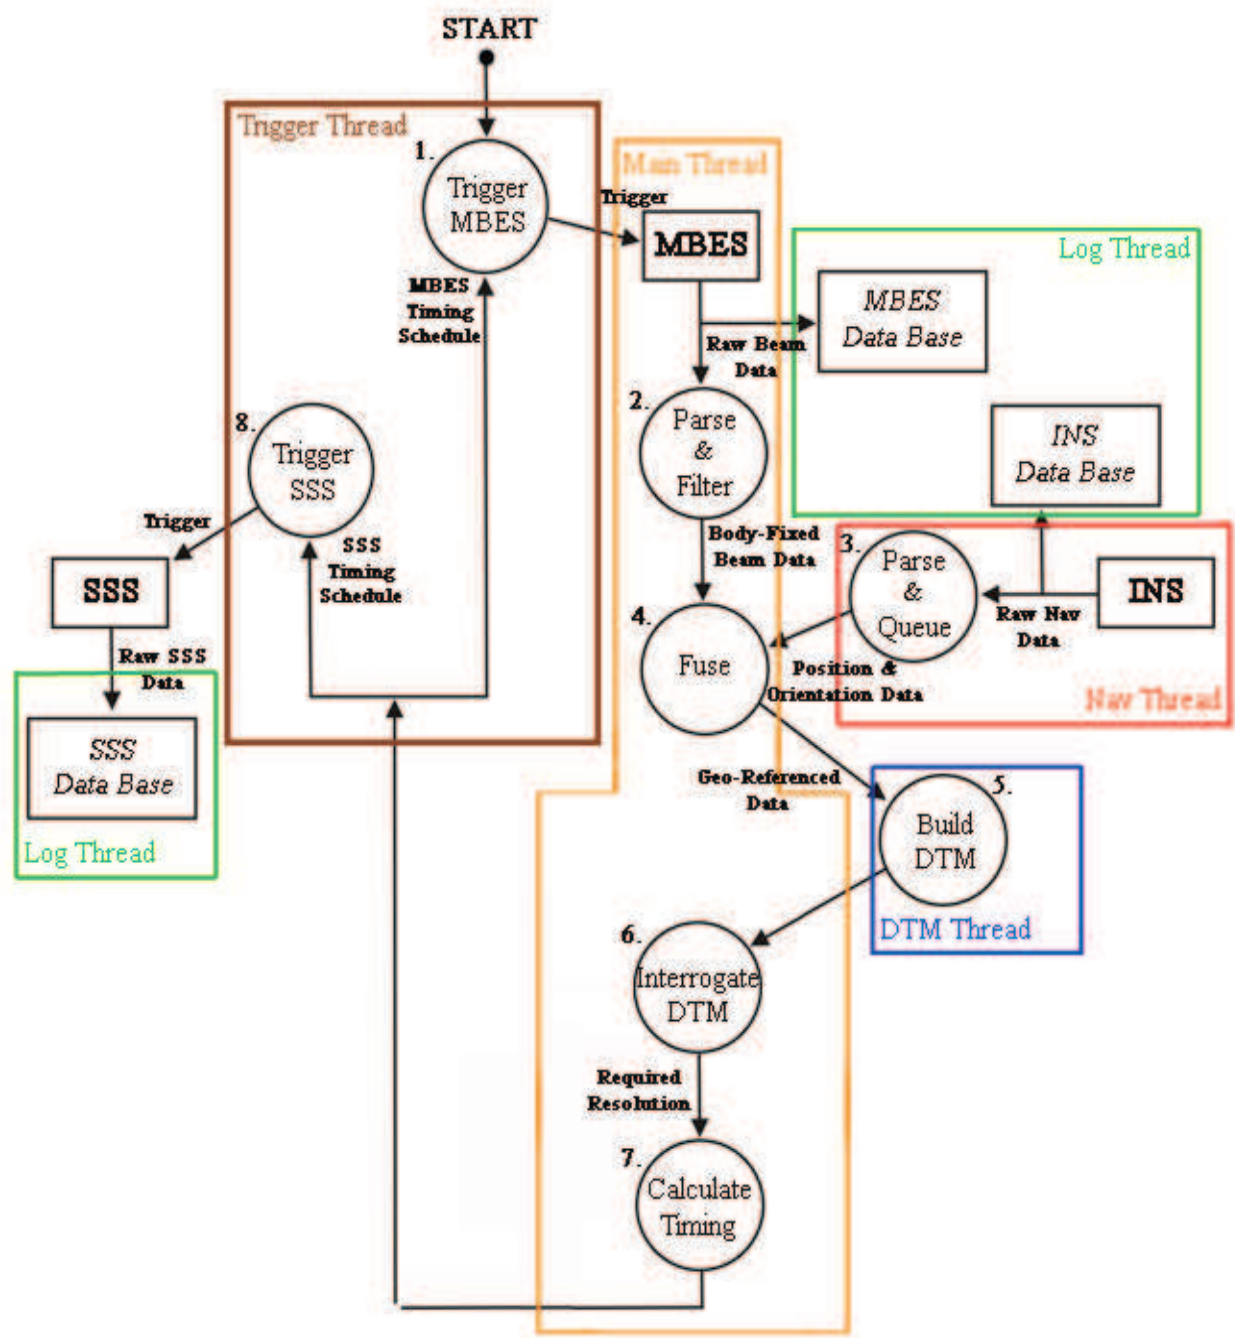 START
Trigger Thread
1.
Trigger
MBES
Main Thread
Trigger
MBES
Log Thread
MBES
Data Base
MBES
Timing
Schedule
Raw Beam
Data
2.
Parse
&
Filter
INS
Data Base
8.
Trigger
SSS
Trigger
SSS
SSS
Timing
Schedule
Body-Fixed
Beam Data
3.
Parse
&
Queue
Raw Nav
Data
INS
4.
Fuse
Position &
Orientation Data
Nav Thread
Raw SSS
Data
SSS
Data Base
Log Thread
Geo-Referenced
Data
5.
Build
DTM
DTM Thread
6.
Interrogate
DTM
Required
Resolution
7.
Calculate
Timing